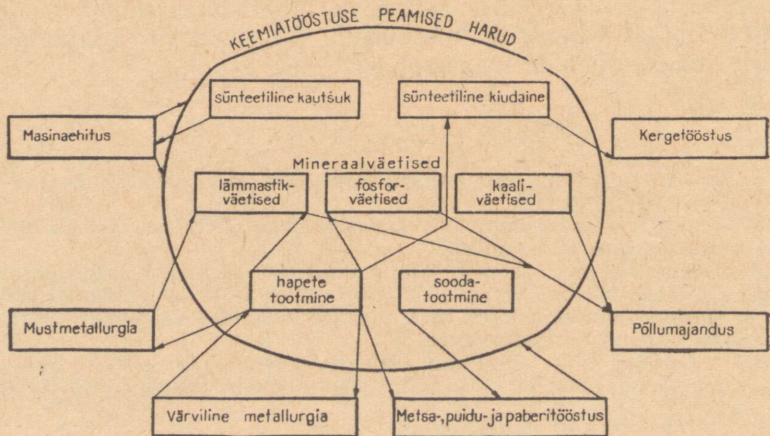 KEEMIATÖÖSTUSE PEAMISED HARUD
sünteetiline kautšuk
sünteetiline kiudaine
Masinaehitus
Kergetööstus
Mineraalväetised
lämmastik-
väetised
fosfor-
väetised
kaali-
väetised
hapete
tootmine
sooda-
tootmine
Mustmetallurgia
Põllumajandus
Värviline metallurgia
Metsa-, puidu- ja paberitööstus